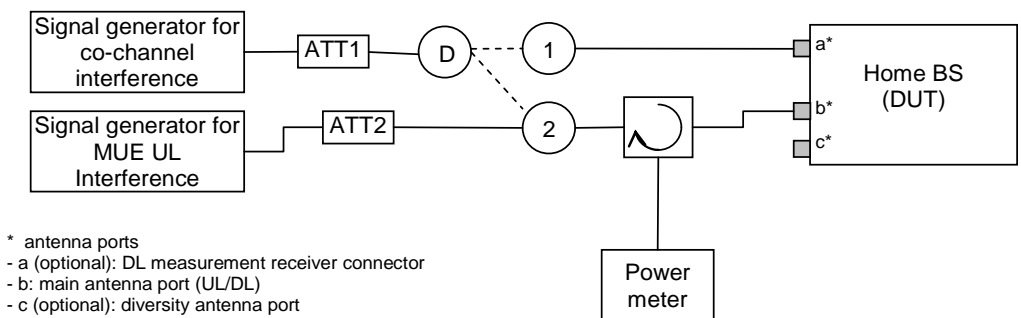 Signal generator for
co-channel
interference
ATT1
D
1
a*
Home BS
(DUT)
Signal generator for
MUE UL
Interference
ATT2
2
b*
c*
* antenna ports
- a (optional): DL measurement receiver connector
- b: main antenna port (UL/DL)
- c (optional): diversity antenna port
Power
meter